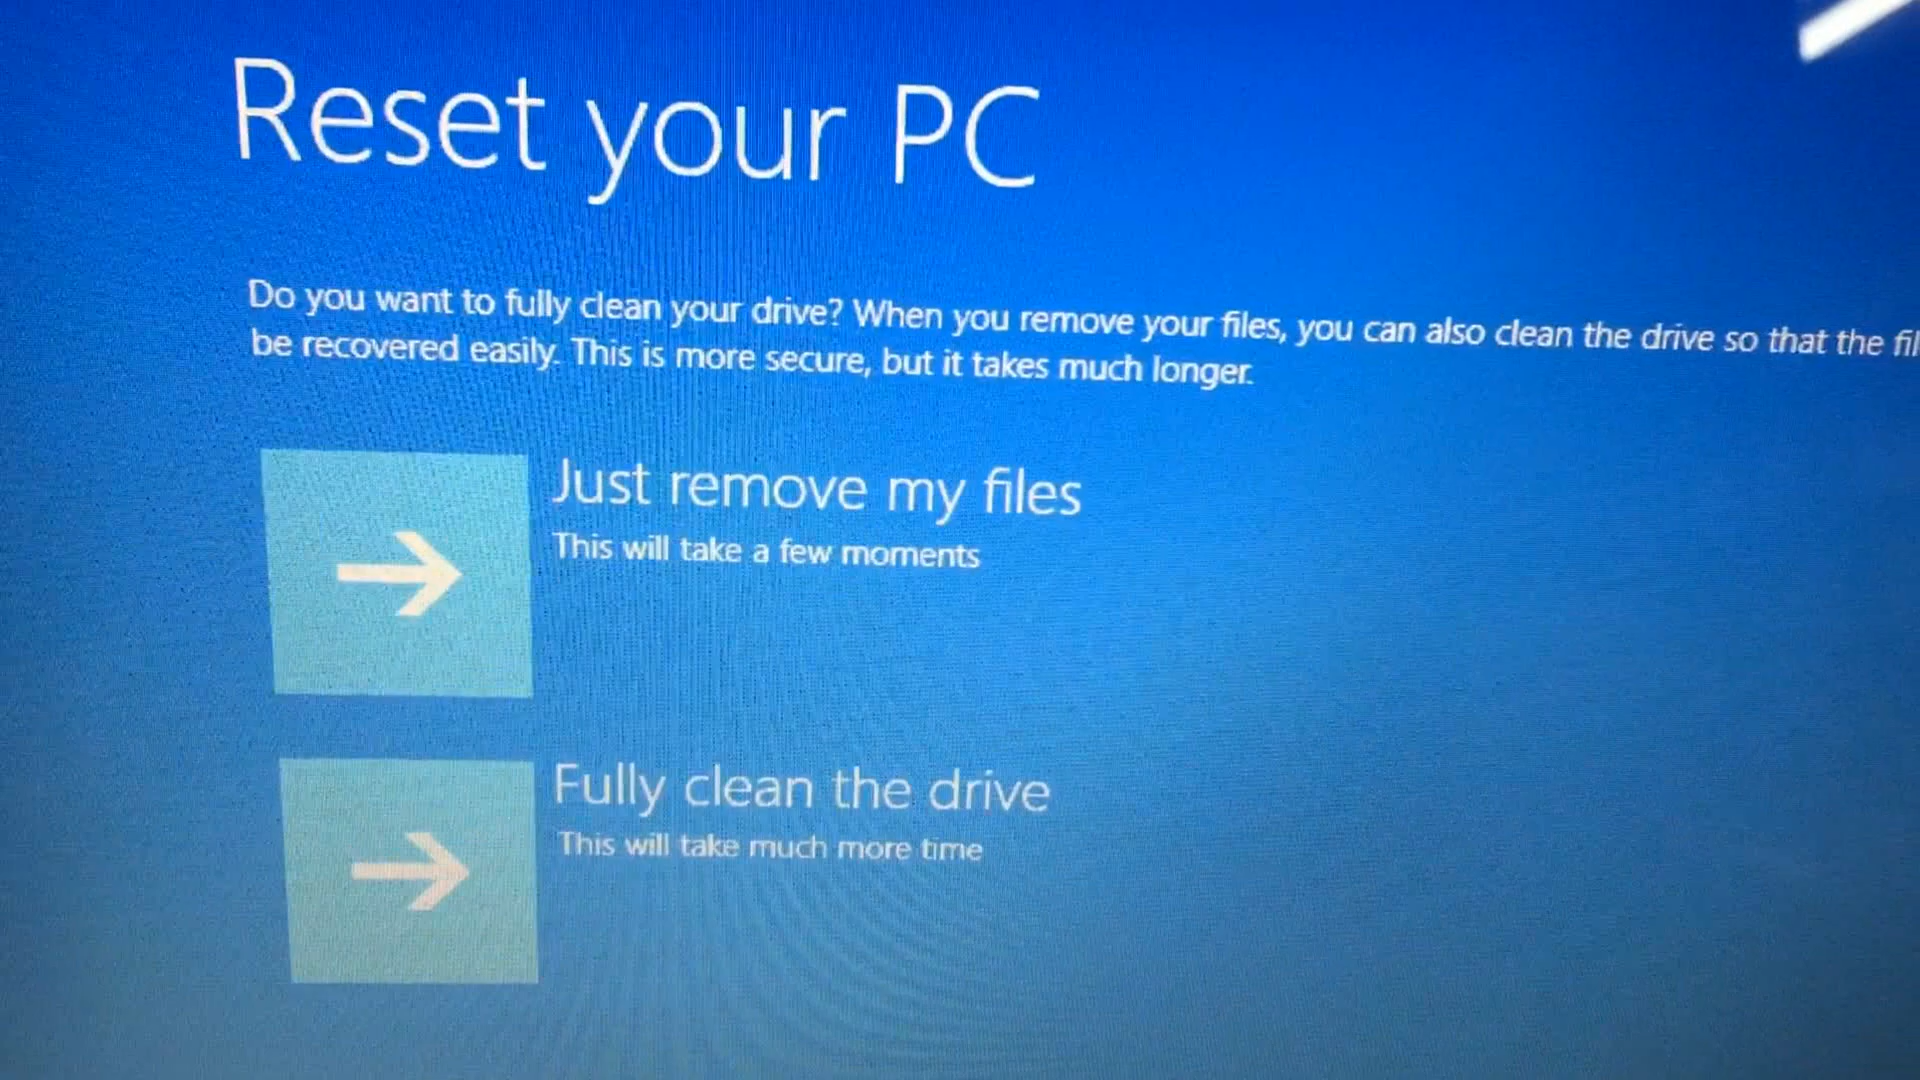 Reset your PC
Do you want to fully clean your drive? When you remove your files, you can also clean the drive so that the
be recovered easily. This is more secure, but it takes much longer.
Just remove my files
This will take a few moments
Fully clean the drive
This will take much more time